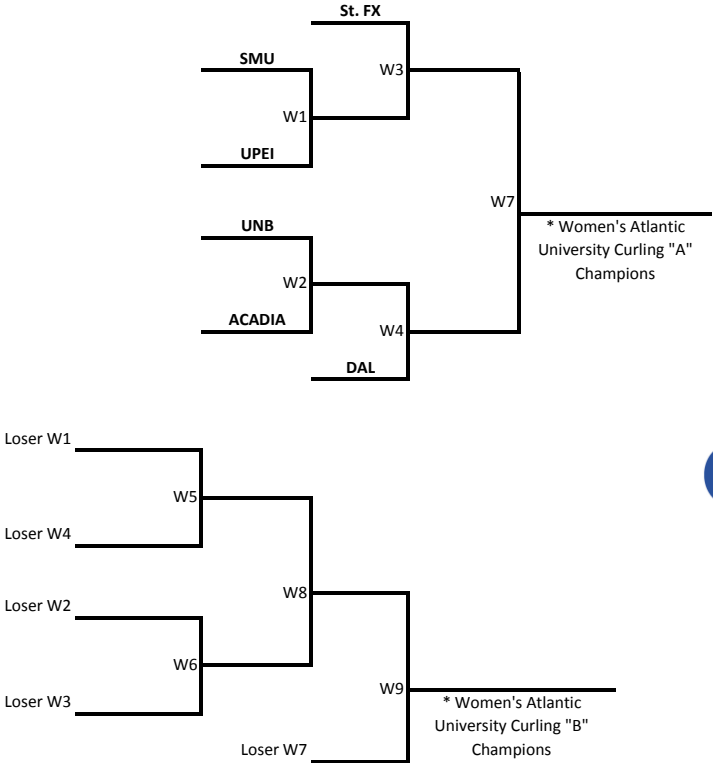 St. FX
SMU
W3
W1
UPEI
W7
UNB
* Women's Atlantic
University Curling "A"
Champions
W2
ACADIA
W4
DAL
Loser W1
W5
Loser W4
W8
Loser W2
W6
W9
Loser W3
* Women's Atlantic
University Curling "B"
Champions
Loser W7